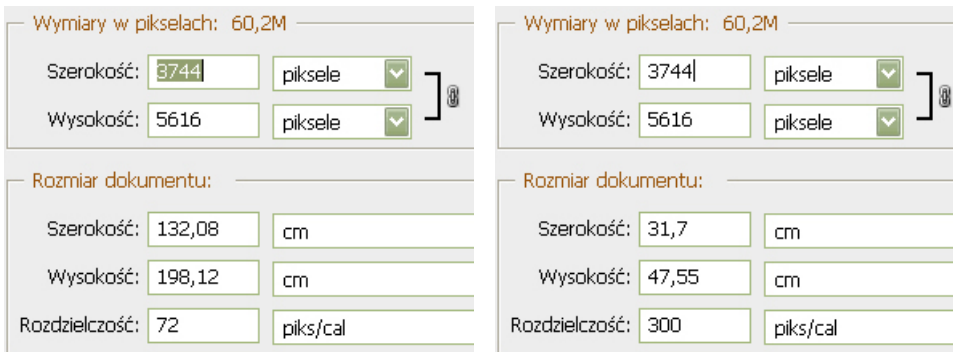 Wymiary w pikselach: 60,2M
Szerokość: 3744 piksele
Wysokość: 5616 piksele
Rozmiar dokumentu:
Szerokość: 132,08 cm
Wysokość: 198,12 cm
Rozdzielczość: 72 piks/cal
Wymiary w pikselach: 60,2M
Szerokość: 3744 piksele
Wysokość: 5616 piksele
Rozmiar dokumentu:
Szerokość: 31,7 cm
Wysokość: 47,55 cm
Rozdzielczość: 300 piks/cal